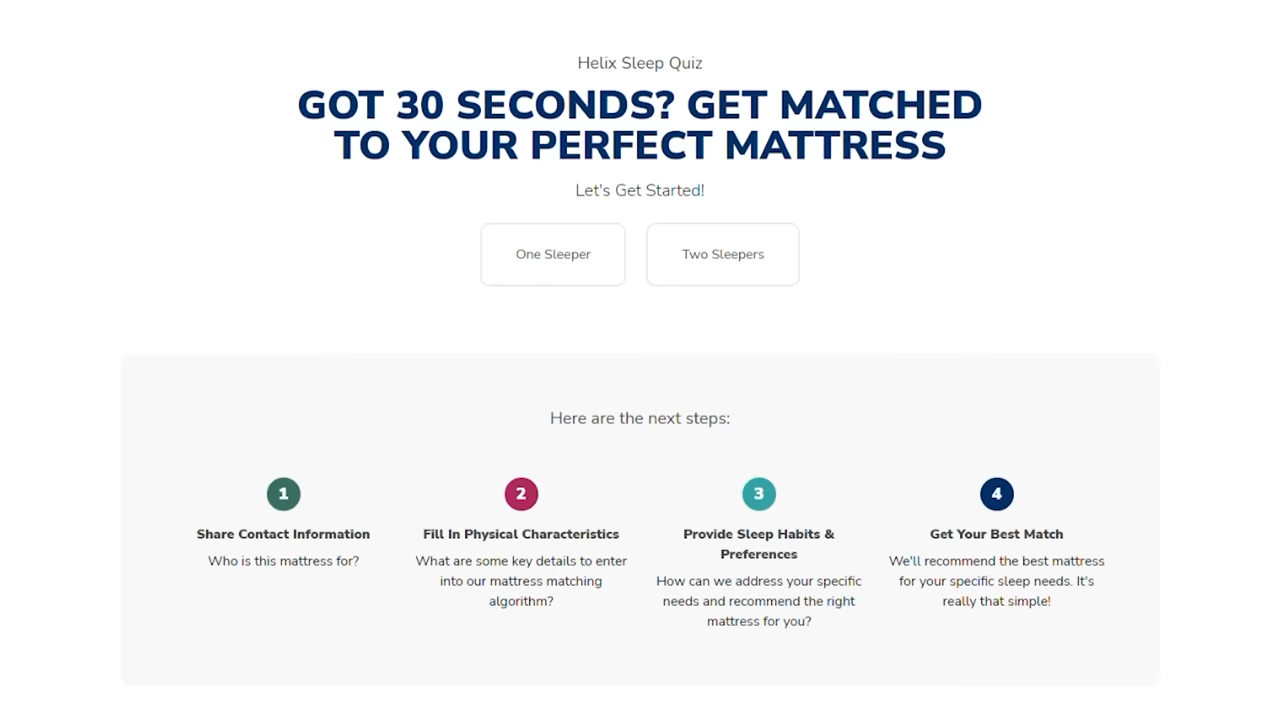 Helix Sleep Quiz
GOT 30 SECONDS? GET MATCHED
TO YOUR PERFECT MATTRESS
Let's Get Started!
One Sleeper
Two Sleepers
Here are the next steps:
1
Share Contact Information
Who is this mattress for?
2
Fill In Physical Characteristics
What are some key details to enter
into our mattress matching
algorithm?
3
Provide Sleep Habits &
Preferences
How can we address your specific
needs and recommend the right
mattress for you?
4
Get Your Best Match
We'll recommend the best mattress
for your specific sleep needs. It's
really that simple!